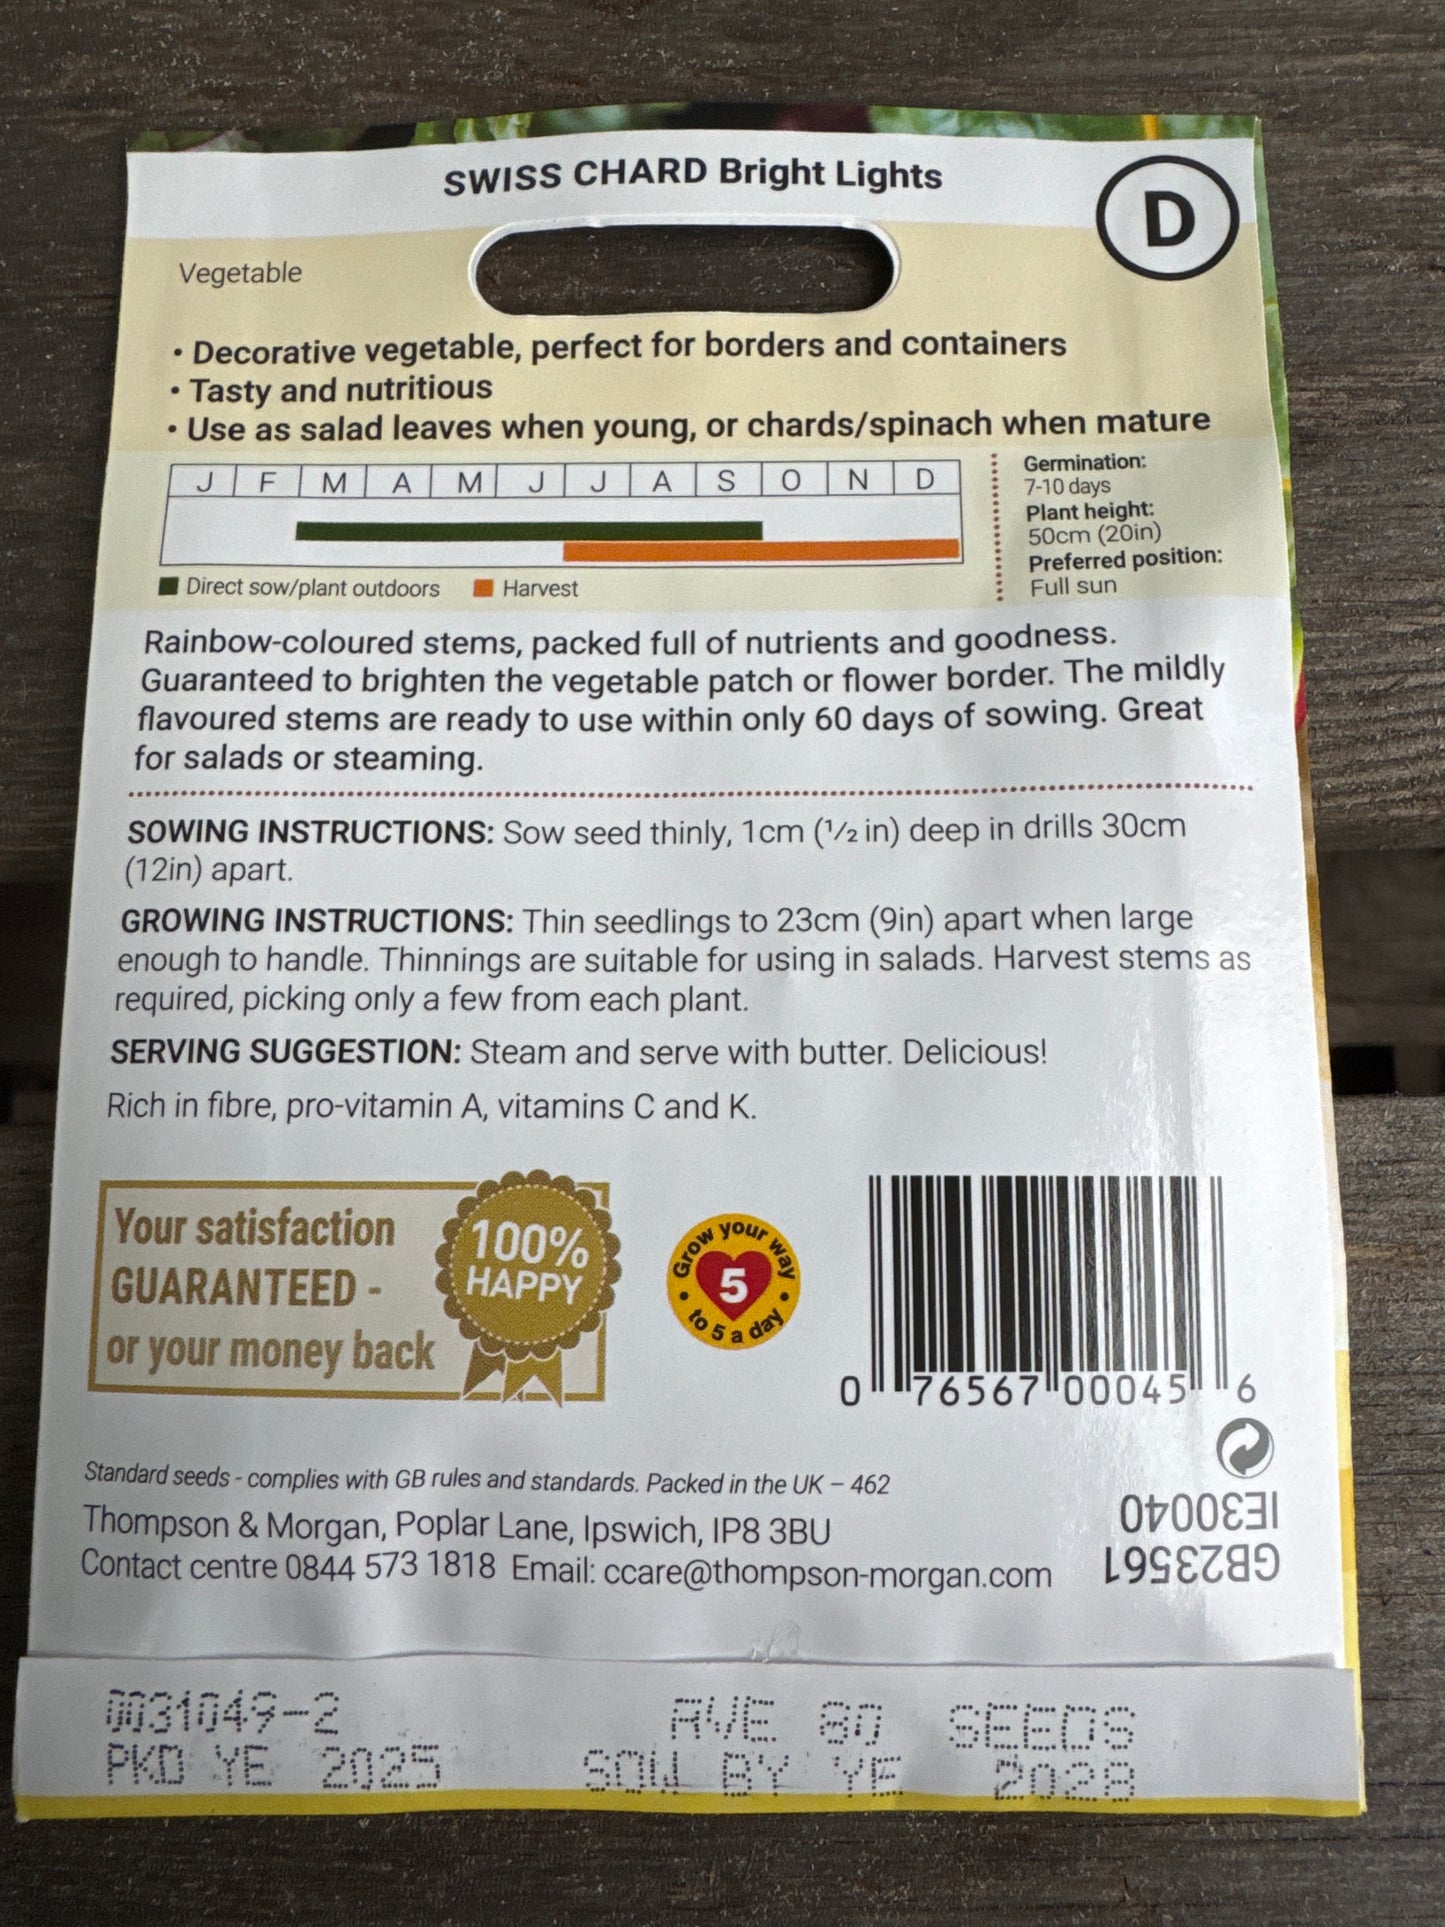 SWISS CHARD Bright Lights
D
Vegetable
• Decorative vegetable, perfect for borders and containers
• Tasty and nutritious
• Use as salad leaves when young, or chards/spinach when mature
J F M A M J J A S O N D
Direct sow/plant outdoors Harvest
Germination:
7-10 days
Plant height:
50cm (20in)
Preferred position:
Full sun
Rainbow-coloured stems, packed full of nutrients and goodness.
Guaranteed to brighten the vegetable patch or flower border. The mildly
flavoured stems are ready to use within only 60 days of sowing. Great
for salads or steaming.
SOWING INSTRUCTIONS: Sow seed thinly, 1cm (½ in) deep in drills 30cm
(12in) apart.
GROWING INSTRUCTIONS: Thin seedlings to 23cm (9in) apart when large
enough to handle. Thinnings are suitable for using in salads. Harvest stems as
required, picking only a few from each plant.
SERVING SUGGESTION: Steam and serve with butter. Delicious!
Rich in fibre, pro-vitamin A, vitamins C and K.
Your satisfaction
GUARANTEED -
or your money back
100%
HAPPY
Grow your way
5
• to 5 a day •
0 76567 00045 6
Standard seeds - complies with GB rules and standards. Packed in the UK – 462
Thompson & Morgan, Poplar Lane, Ipswich, IP8 3BU
Contact centre 0844 573 1818 Email: ccare@thompson-morgan.com
GB23561
IE30040
0031049-2 AVE 80 SEEDS
PKD YE 2025 SOW BY YE 2028